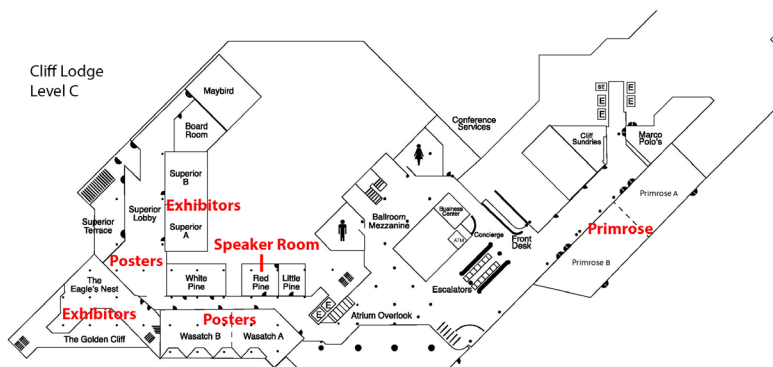 Cliff Lodge
Level C
Maybird
Board
Room
Conference
Services
SE
E
E
E
E
Cliff
Sundries
Marco
Polo's
Superior
B
Exhibitors
Superior
A
Superior
Lobby
Superior
Terrace
Ballroom
Mezzanine
Business
Center
ATM
Concierge
Front
Desk
Primrose A
Primrose
Primrose B
Speaker Room
Posters
White
Pine
Red
Pine
Little
Pine
Escalators
The
Eagle's Nest
Exhibitors
The Golden Cliff
Posters
Wasatch B
Wasatch A
E
E
Atrium Overlook